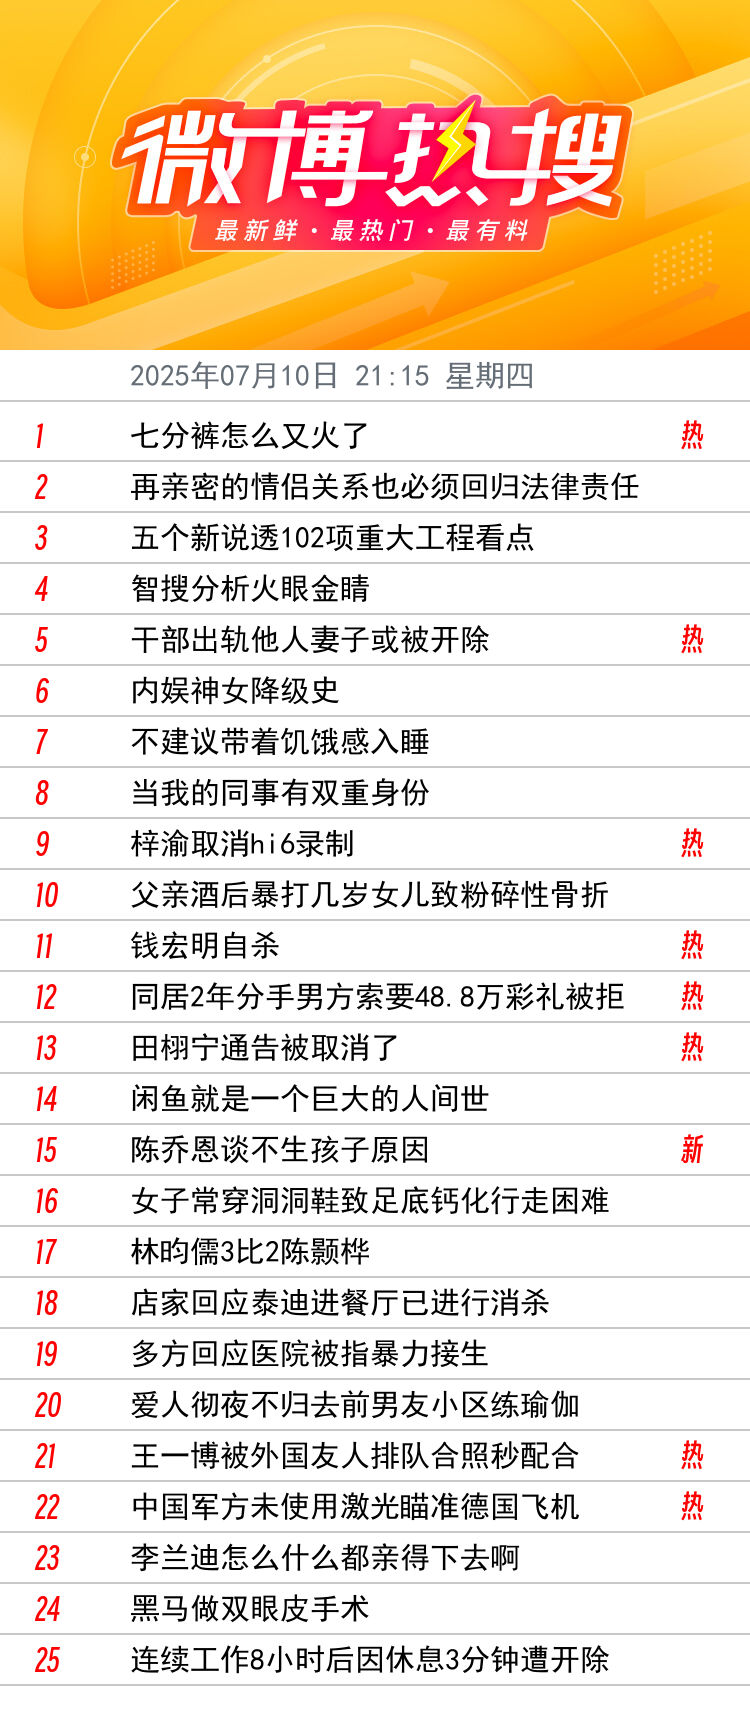 微博热搜
最新鲜·最热门·最有料
2025年07月10日 21:15 星期四
1 七分裤怎么又火了 热
2 再亲密的情侣关系也必须回归法律责任
3 五个新说透102项重大工程看点
4 智搜分析火眼金睛
5 干部出轨他人妻子或被开除 热
6 内娱神女降级史
7 不建议带着饥饿感入睡
8 当我的同事有双重身份
9 梓渝取消hi6录制 热
10 父亲酒后暴打几岁女儿致粉碎性骨折
11 钱宏明自杀 热
12 同居2年分手男方索要48.8万彩礼被拒 热
13 田栩宁通告被取消了 热
14 闲鱼就是一个巨大的人间世
15 陈乔恩谈不生孩子原因 新
16 女子常穿洞洞鞋致足底钙化行走困难
17 林昀儒3比2陈颢桦
18 店家回应泰迪进餐厅已进行消杀
19 多方回应医院被指暴力接生
20 爱人彻夜不归去前男友小区练瑜伽
21 王一博被外国友人排队合照秒配合 热
22 中国军方未使用激光瞄准德国飞机 热
23 李兰迪怎么什么都亲得下去啊
24 黑马做双眼皮手术
25 连续工作8小时后因休息3分钟遭开除